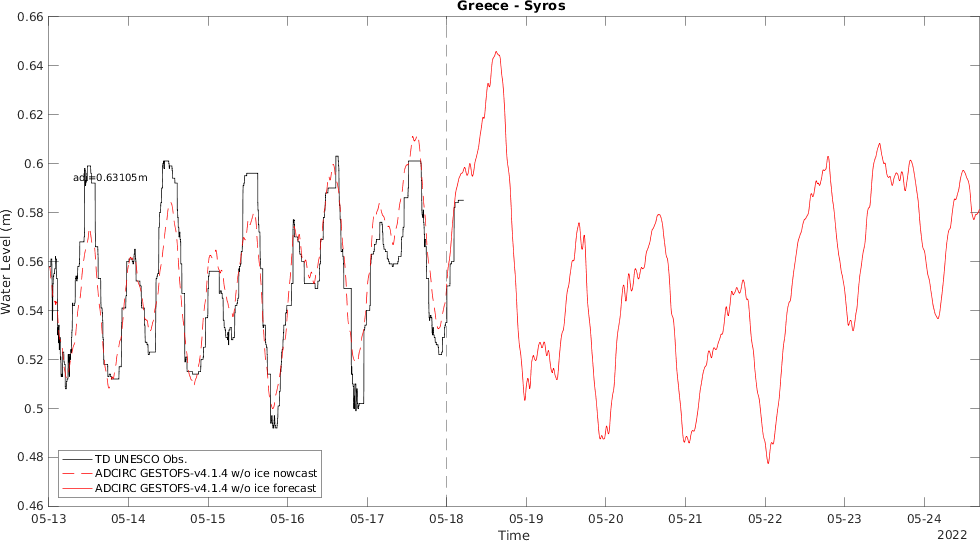 Greece - Syros
0.66
0.64
0.62
0.6
0.58
0.56
0.54
0.52
0.5
0.48
0.46
Water Level (m)
adj=0.63105m
TD UNESCO Obs.
ADCIRC GESTOFS-v4.1.4 w/o ice nowcast
ADCIRC GESTOFS-v4.1.4 w/o ice forecast
05-13 05-14 05-15 05-16 05-17 05-18 05-19 05-20 05-21 05-22 05-23 05-24
Time
2022